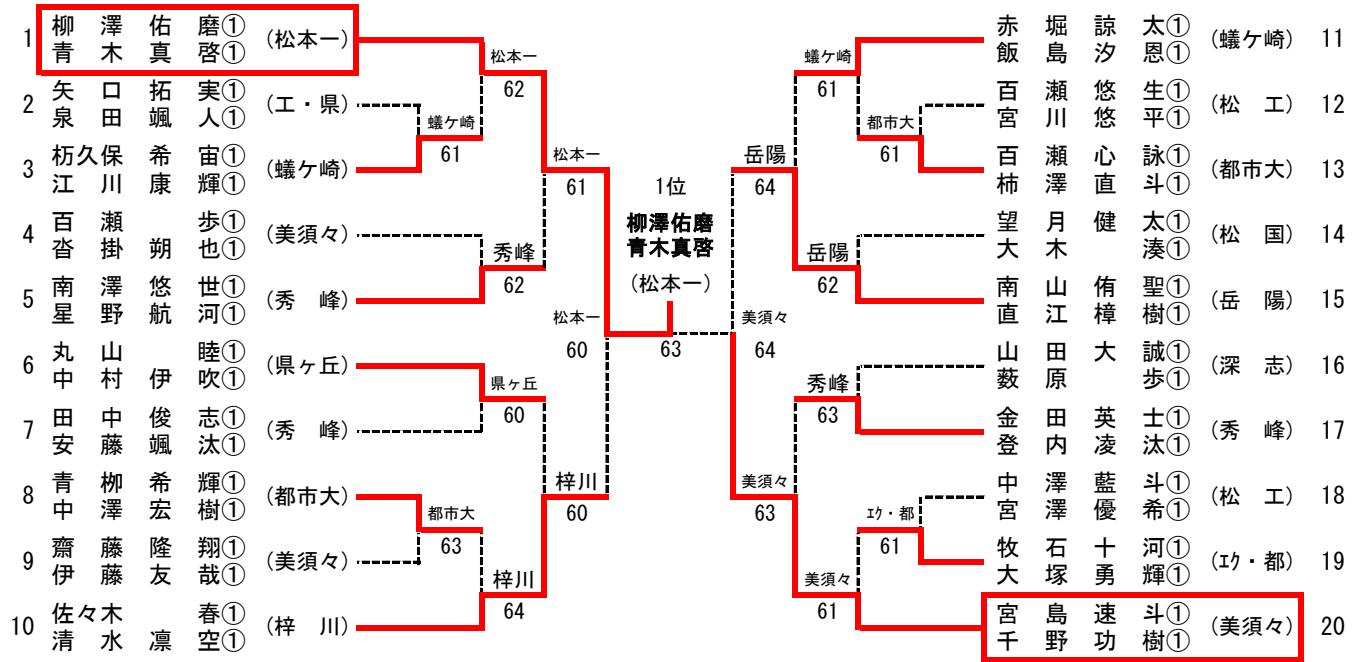 1 柳澤佑磨① (松本一)
青木真啓①
2 矢口拓実① (工・県)
泉田颯人①
3 栃久保希宙① (蟻ケ崎)
江川康輝①
4 百瀬歩① (美須々)
沓掛朔也①
5 南澤悠世① (秀峰)
星野航河①
6 丸山睦① (県ヶ丘)
中村伊吹①
7 田中俊志① (秀峰)
安藤颯汰①
8 青柳希輝① (都市大)
中澤宏樹①
9 齋藤隆翔① (美須々)
伊藤友哉①
10 佐々木春① (梓川)
清水凛空①
松本一
62
蟻ケ崎
61
松本一
61
秀峰
62
松本一
60
県ヶ丘
60
梓川
60
都市大
63
梓川
64
1位
柳澤佑磨
青木真啓
(松本一)
63
蟻ケ崎
61
都市大
61
岳陽
64
岳陽
62
美須々
64
秀峰
63
美須々
63
エク・都
61
美須々
61
赤堀諒太① (蟻ケ崎) 11
飯島汐恩①
百瀬悠生① (松工) 12
宮川悠平①
百瀬心詠① (都市大) 13
柿澤直斗①
望月健太① (松国) 14
大木湊①
南山侑聖① (岳陽) 15
直江樟樹①
山田大誠① (深志) 16
薮原歩①
金田英士① (秀峰) 17
登内凌汰①
中澤藍斗① (松工) 18
宮澤優希①
牧石十河① (エク・都) 19
大塚勇輝①
宮島速斗① (美須々) 20
千野功樹①